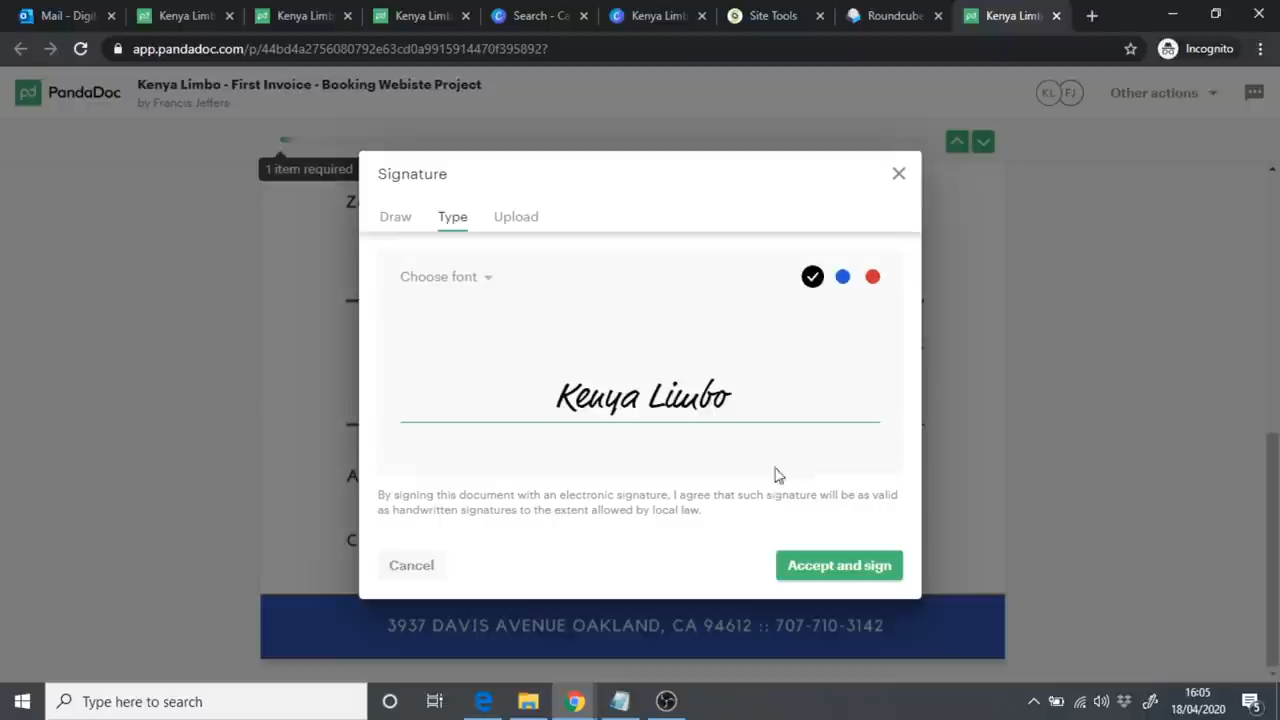 Mail - Digi
Kenya Limb
Kenya Limb
Kenya Limb
Search - Ca
Kenya Limb
Site Tools
Roundcube
Kenya Limb
app.pandadoc.com/p/44bd4a2756080792e63cd0a9915914470f395892?
Incognito
pd PandaDoc
Kenya Limbo - First Invoice - Booking Webiste Project
by Francis Jeffers
KL FJ
Other actions
1 item required
Signature
Draw Type Upload
Choose font
Kenya Limbo
By signing this document with an electronic signature, I agree that such signature will be as valid
as handwritten signatures to the extent allowed by local law.
Cancel
Accept and sign
3937 DAVIS AVENUE OAKLAND, CA 94612 :: 707-710-3142
Type here to search
16:05
18/04/2020
5